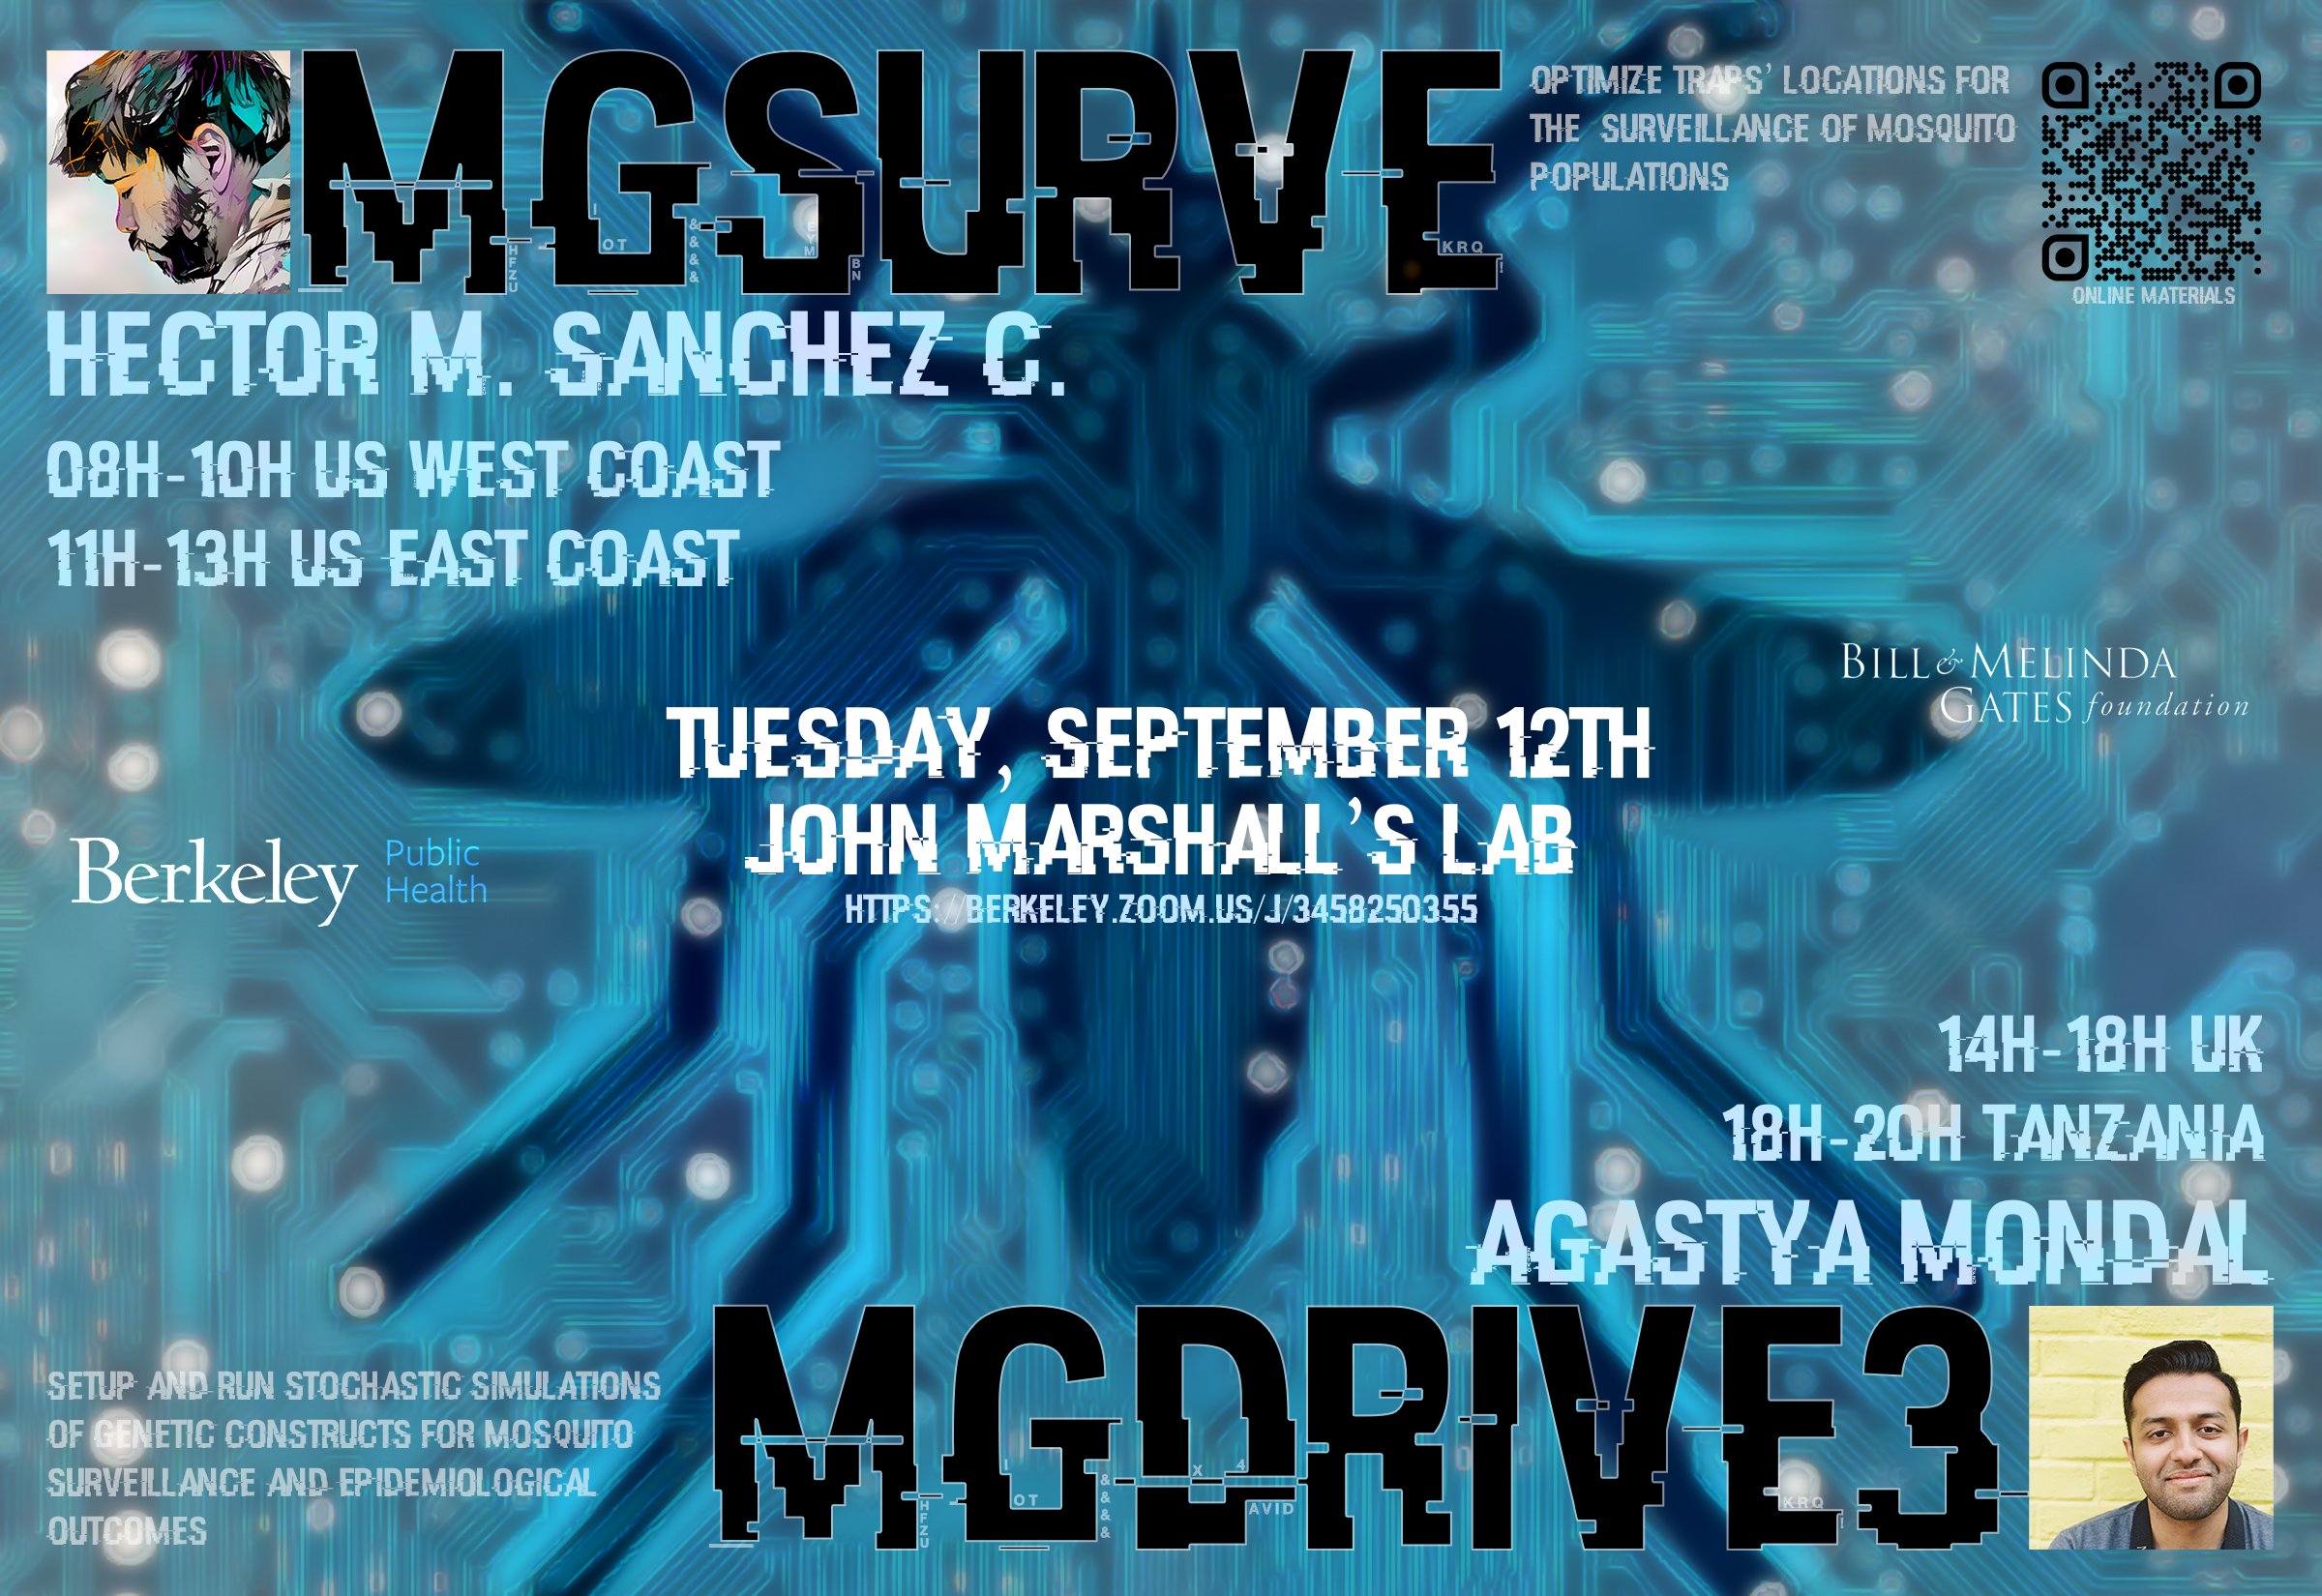 MGSURVE
OPTIMIZE TRAPS' LOCATIONS FOR
THE SURVEILLANCE OF MOSQUITO
POPULATIONS
ONLINE MATERIALS
HECTOR M. SANCHEZ C.
08H-10H US WEST COAST
11H-13H US EAST COAST
BILL & MELINDA
GATES foundation
TUESDAY, SEPTEMBER 12TH
JOHN MARSHALL'S LAB
HTTPS://BERKELEY.ZOOM.US/J/3458250355
Berkeley
Public
Health
14H-18H UK
18H-20H TANZANIA
AGASTYA MONDAL
MGDRIVE3
SETUP AND RUN STOCHASTIC SIMULATIONS
OF GENETIC CONSTRUCTS FOR MOSQUITO
SURVEILLANCE AND EPIDEMIOLOGICAL
OUTCOMES